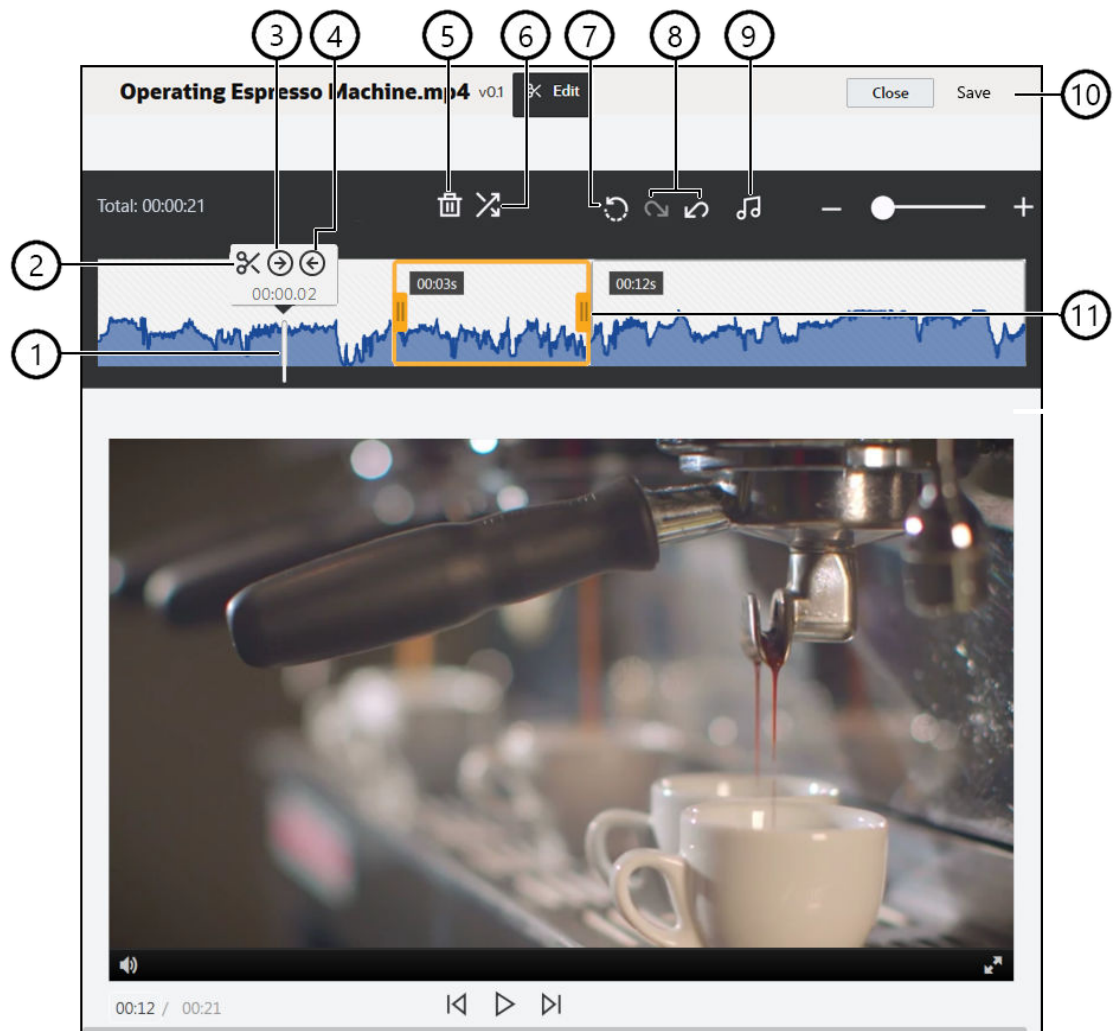 3 4 5 6 7 8 9
Operating Espresso Machine.mp4 v0.1 Edit Close Save 10
Total: 00:00:21
2
00:00.02
00:03s 00:12s
11
1
00:12 / 00:21